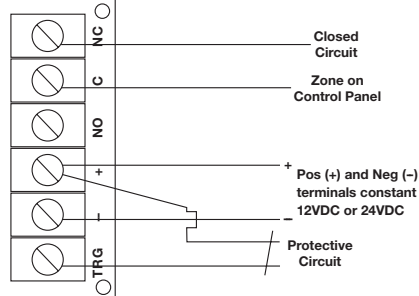 NC
Closed
Circuit
C
Zone on
Control Panel
NO
+
+
Pos (+) and Neg (–)
terminals constant
12VDC or 24VDC
–
–
Protective
Circuit
TRG